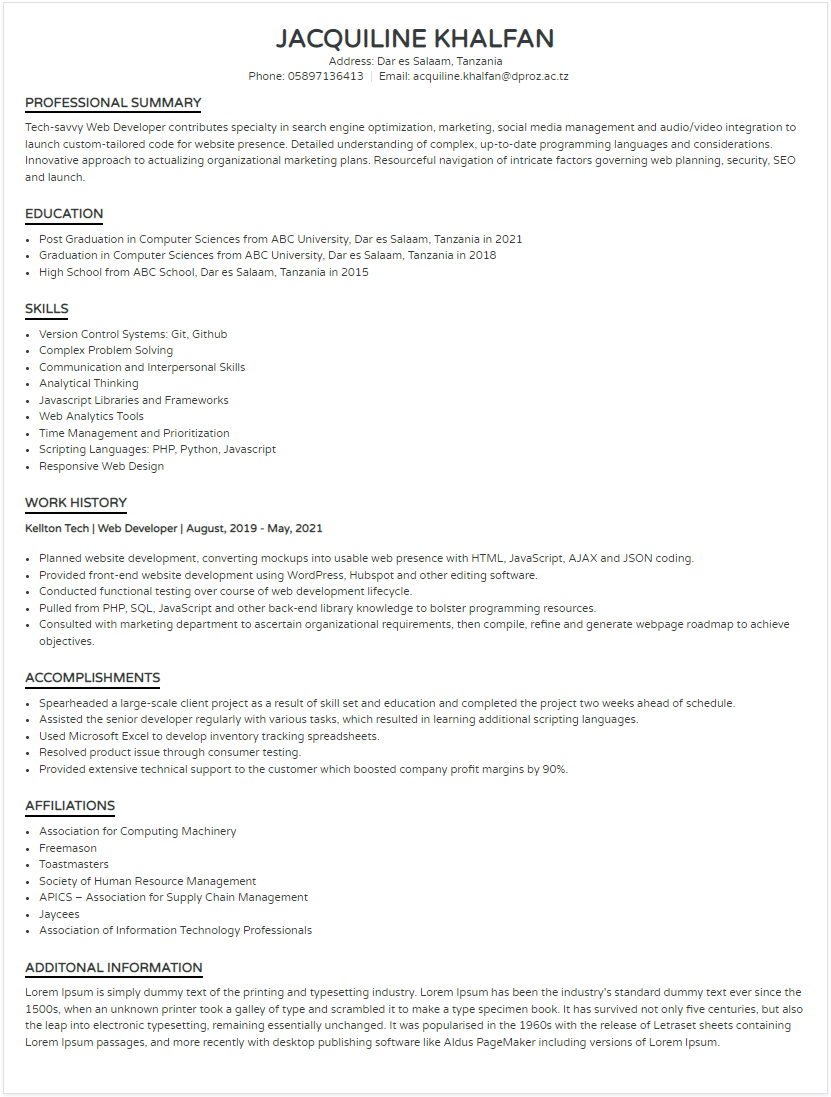 JACQUILINE KHALFAN
Address: Dar es Salaam, Tanzania
Phone: 05897136413 | Email: acquiline.khalfan@dproz.ac.tz
PROFESSIONAL SUMMARY
Tech-savvy Web Developer contributes specialty in search engine optimization, marketing, social media management and audio/video integration to
launch custom-tailored code for website presence. Detailed understanding of complex, up-to-date programming languages and considerations.
Innovative approach to actualizing organizational marketing plans. Resourceful navigation of intricate factors governing web planning, security, SEO
and launch.
EDUCATION
• Post Graduation in Computer Sciences from ABC University, Dar es Salaam, Tanzania in 2021
• Graduation in Computer Sciences from ABC University, Dar es Salaam, Tanzania in 2018
• High School from ABC School, Dar es Salaam, Tanzania in 2015
SKILLS
• Version Control Systems: Git, Github
• Complex Problem Solving
• Communication and Interpersonal Skills
• Analytical Thinking
• Javascript Libraries and Frameworks
• Web Analytics Tools
• Time Management and Prioritization
• Scripting Languages: PHP, Python, Javascript
• Responsive Web Design
WORK HISTORY
Kellton Tech | Web Developer | August, 2019 - May, 2021
• Planned website development, converting mockups into usable web presence with HTML, JavaScript, AJAX and JSON coding.
• Provided front-end website development using WordPress, Hubspot and other editing software.
• Conducted functional testing over course of web development lifecycle.
• Pulled from PHP, SQL, JavaScript and other back-end library knowledge to bolster programming resources.
• Consulted with marketing department to ascertain organizational requirements, then compile, refine and generate webpage roadmap to achieve
objectives.
ACCOMPLISHMENTS
• Spearheaded a large-scale client project as a result of skill set and education and completed the project two weeks ahead of schedule.
• Assisted the senior developer regularly with various tasks, which resulted in learning additional scripting languages.
• Used Microsoft Excel to develop inventory tracking spreadsheets.
• Resolved product issue through consumer testing.
• Provided extensive technical support to the customer which boosted company profit margins by 90%.
AFFILIATIONS
• Association for Computing Machinery
• Freemason
• Toastmasters
• Society of Human Resource Management
• APICS – Association for Supply Chain Management
• Jaycees
• Association of Information Technology Professionals
ADDITONAL INFORMATION
Lorem Ipsum is simply dummy text of the printing and typesetting industry. Lorem Ipsum has been the industry's standard dummy text ever since the
1500s, when an unknown printer took a galley of type and scrambled it to make a type specimen book. It has survived not only five centuries, but also
the leap into electronic typesetting, remaining essentially unchanged. It was popularised in the 1960s with the release of Letraset sheets containing
Lorem Ipsum passages, and more recently with desktop publishing software like Aldus PageMaker including versions of Lorem Ipsum.